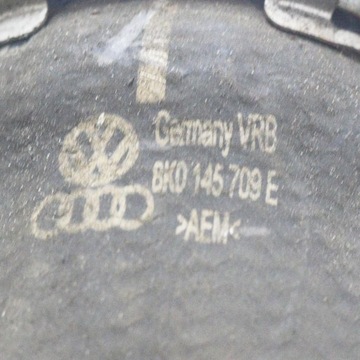 Germany VRB
8K0 145 709 E
>AEM<